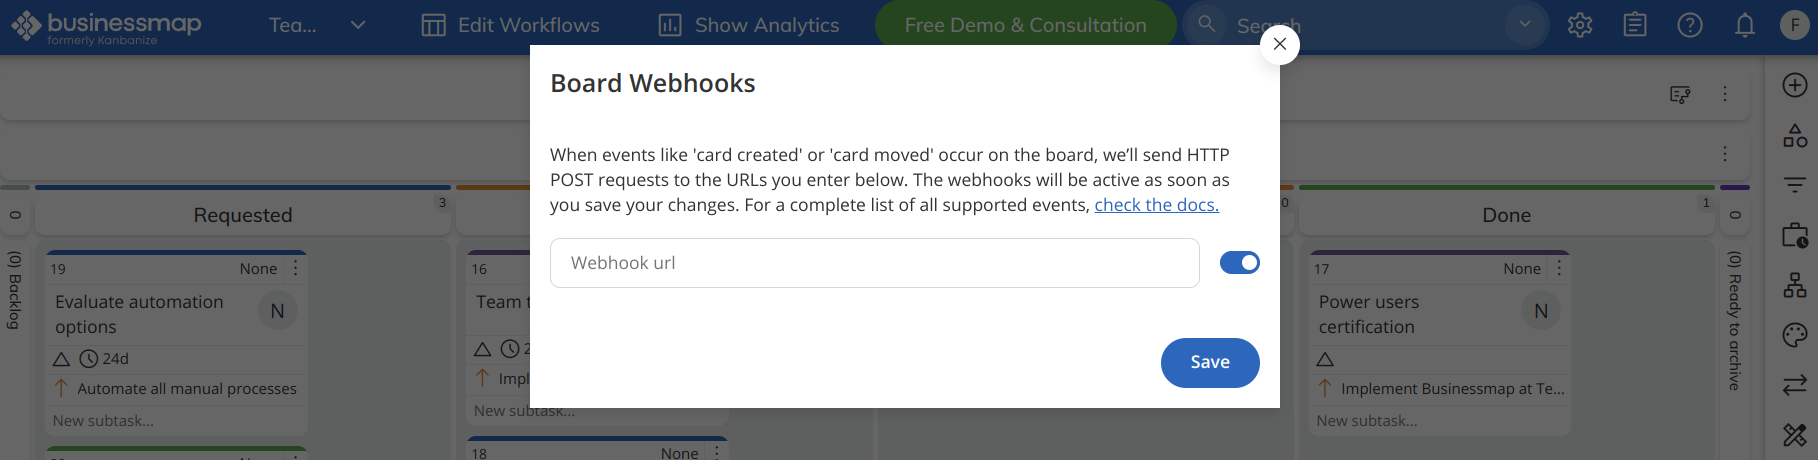 businessmap
formerly Kanbanize
Tea...
Edit Workflows
Show Analytics
Free Demo & Consultation
Search
F
Board Webhooks
When events like 'card created' or 'card moved' occur on the board, we’ll send HTTP
POST requests to the URLs you enter below. The webhooks will be active as soon as
you save your changes. For a complete list of all supported events, check the docs.
Webhook url
Save
0
(0) Backlog
Requested
3
19 None
Evaluate automation
options
N
24d
Automate all manual processes
New subtask...
None
16
Team
Impl
New subtask...
18 None
0
Done
1
17 None
Power users
certification
N
Implement Businessmap at Te...
New subtask...
0
(0) Ready to archive